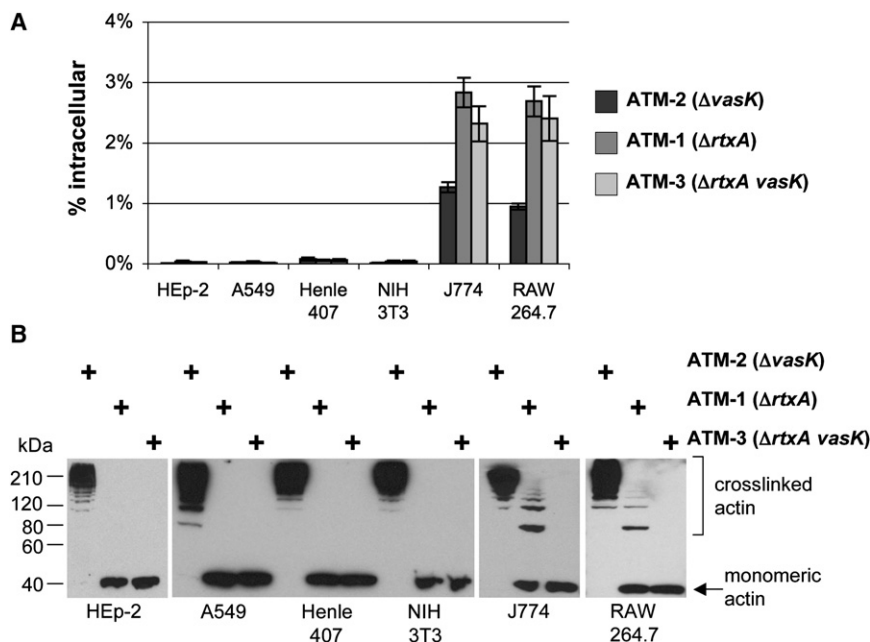 A
% intracellular
4%
3%
2%
1%
0%
HEp-2 A549 Henle 407 NIH 3T3 J774 RAW 264.7
ATM-2 (ΔvasK)
ATM-1 (ΔrtxA)
ATM-3 (ΔrtxA vasK)
B
+ + + + + + ATM-2 (ΔvasK)
+ + + + + + ATM-1 (ΔrtxA)
+ + + + + + ATM-3 (ΔrtxA vasK)
kDa
210
120
80
60
40
crosslinked
actin
monomeric
actin
HEp-2 A549 Henle 407 NIH 3T3 J774 RAW 264.7